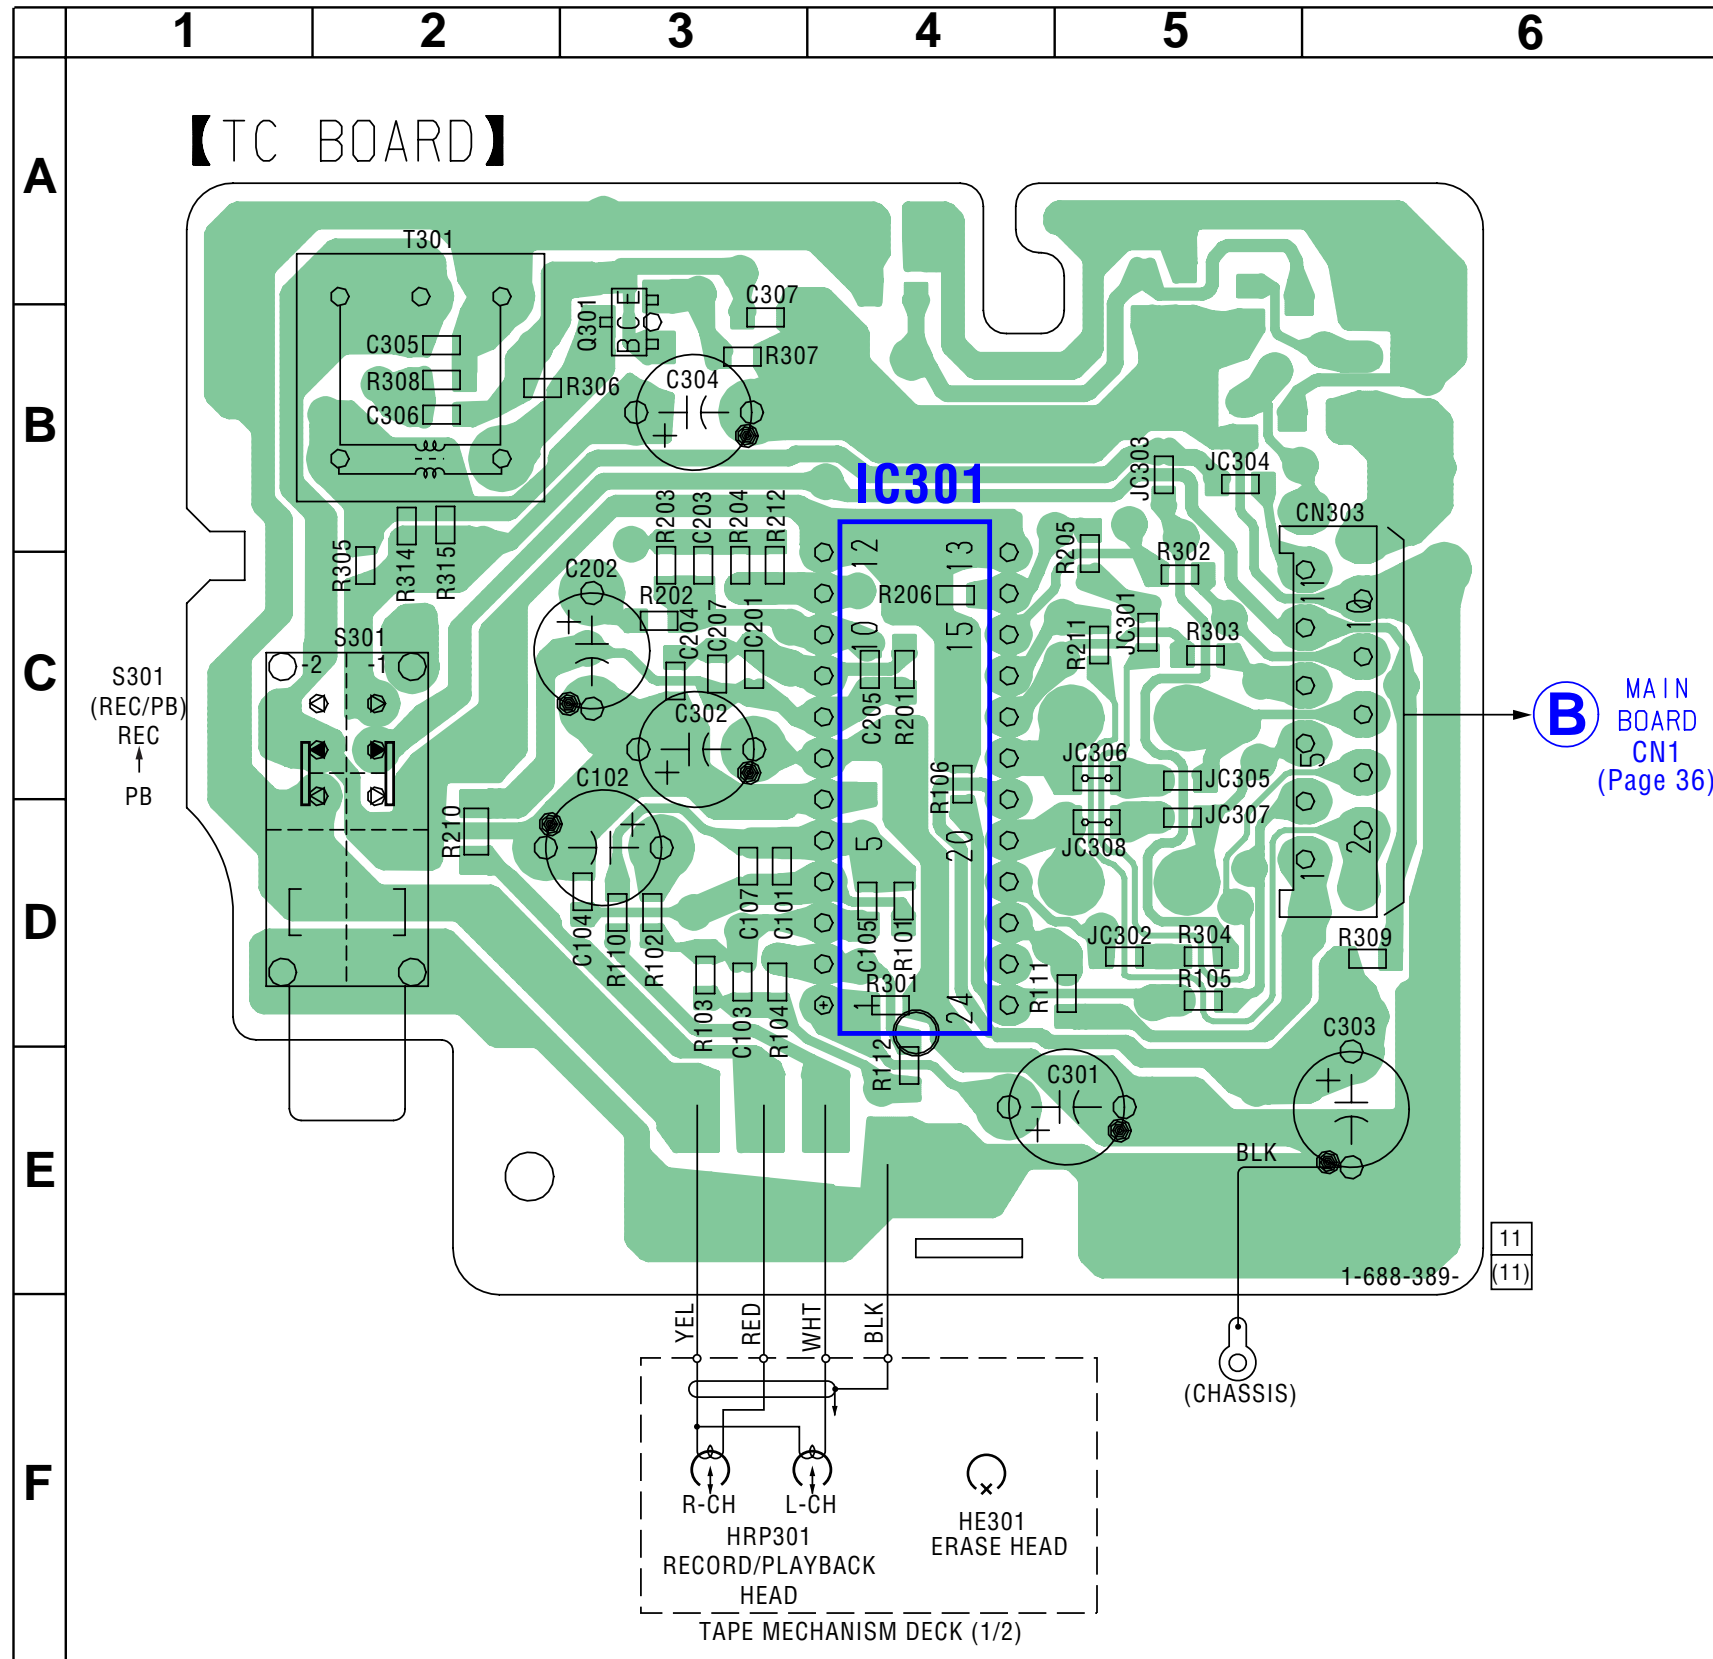 1 2 3 4 5 6
A
B
C
D
E
F
【TC BOARD】
T301
C305
R308
C306
R306
Q301
B C E
C307
R307
C304
IC301
JC303
JC304
CN303
R305
R314
R315
R203
C203
R204
R212
C202
R202
C204
C207
C201
12
13
R206
10
15
C205
R201
R106
5
20
C105
R101
R301
1
24
R112
R205
R302
R211
JC301
R303
11
10
5
2
1
S301
-2
-1
S301
(REC/PB)
REC
PB
C302
C102
R210
JC306
JC305
JC307
JC308
B
MAIN
BOARD
CN1
(Page 36)
C104
R110
R102
C107
C101
R103
C103
R104
R111
JC302
R304
R105
R309
C301
C303
BLK
1-688-389-
11
(11)
YEL
RED
WHT
BLK
(CHASSIS)
R-CH
L-CH
HRP301
RECORD/PLAYBACK
HEAD
HE301
ERASE HEAD
TAPE MECHANISM DECK (1/2)